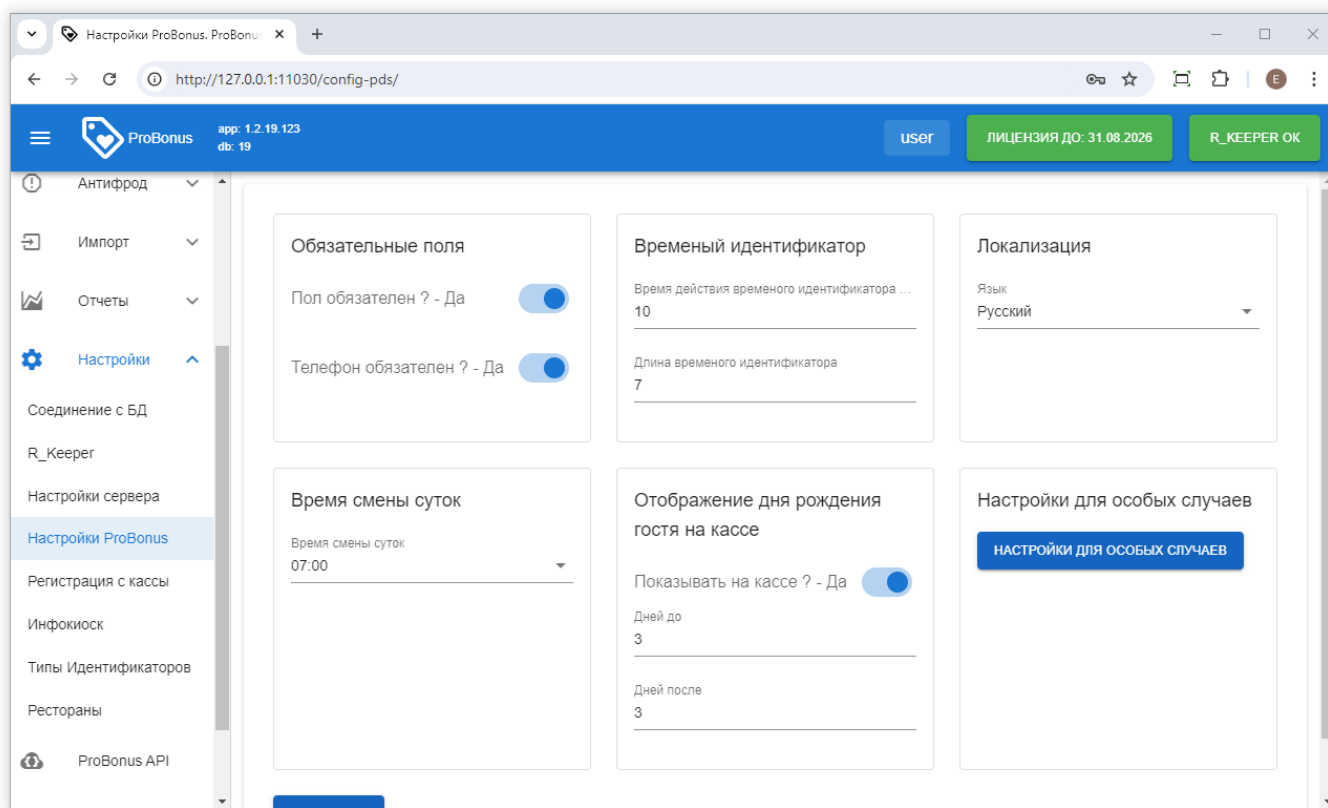 Настройки ProBonus. ProBonu
http://127.0.0.1:11030/config-pds/
E
ProBonus
app: 1.2.19.123
db: 19
user
ЛИЦЕНЗИЯ ДО: 31.08.2026
R_KEEPER OK
Антифрод
Импорт
Отчеты
Настройки
Соединение с БД
R_Keeper
Настройки сервера
Настройки ProBonus
Регистрация с кассы
Инфокиоск
Типы Идентификаторов
Рестораны
ProBonus API
Обязательные поля
Пол обязателен ? - Да
Телефон обязателен ? - Да
Временый идентификатор
Время действия временого идентификатора ...
10
Длина временого идентификатора
7
Локализация
Язык
Русский
Время смены суток
Время смены суток
07:00
Отображение дня рождения
гостя на кассе
Показывать на кассе ? - Да
Дней до
3
Дней после
3
Настройки для особых случаев
НАСТРОЙКИ ДЛЯ ОСОБЫХ СЛУЧАЕВ